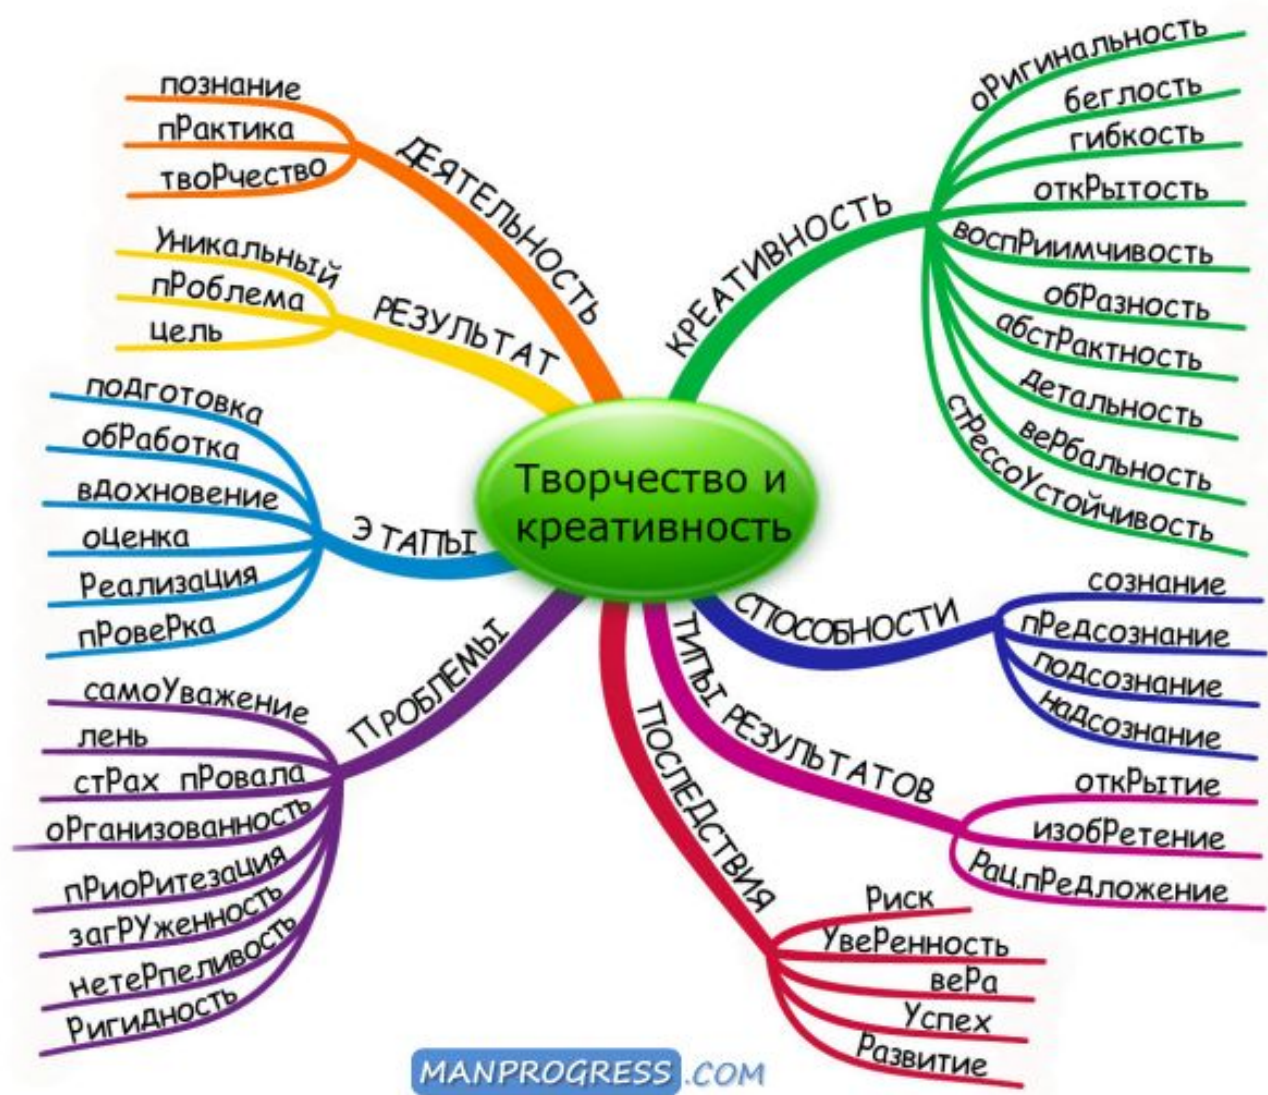 Творчество и
креативность
ДЕЯТЕЛЬНОСТЬ
познание
пРактика
твоРчество
РЕЗУЛЬТАТ
Уникальный
пРоблема
цель
ЭТАПЫ
подготовка
обРаботка
вдохновение
оценка
Реализация
пРовеРка
ПРОБЛЕМЫ
самоУважение
лень
стРах пРовала
оРганизованность
пРиоРитезация
загРУженность
нетеРпеливость
Ригидность
КРЕАТИВНОСТЬ
оРигинальность
беглость
гибкость
откРытость
воспРиимчивость
обРазность
абстРактность
детальность
веРбальность
стРессоУстойчивость
СПОСОБНОСТИ
сознание
пРедсознание
подсознание
надсознание
ТИПЫ РЕЗУЛЬТАТОВ
откРытие
изобРетение
Рац.пРедложение
ПОСЛЕДСТВИЯ
Риск
УвеРенность
веРа
Успех
Развитие
MANPROGRESS.COM